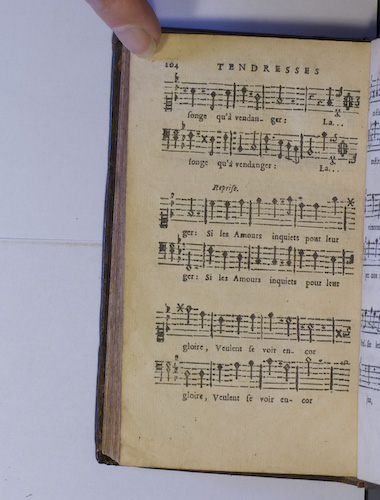 104 TENDRESSES
songe qu'à vendan- ger: La...
songe qu'à vendanger: La...
Reprise.
ger: Si les Amours inquiets pour leur
ger: Si les Amours inquiets pour leur
gloire, Veulent se voir en- cor
gloire, Veulent se voir en- cor